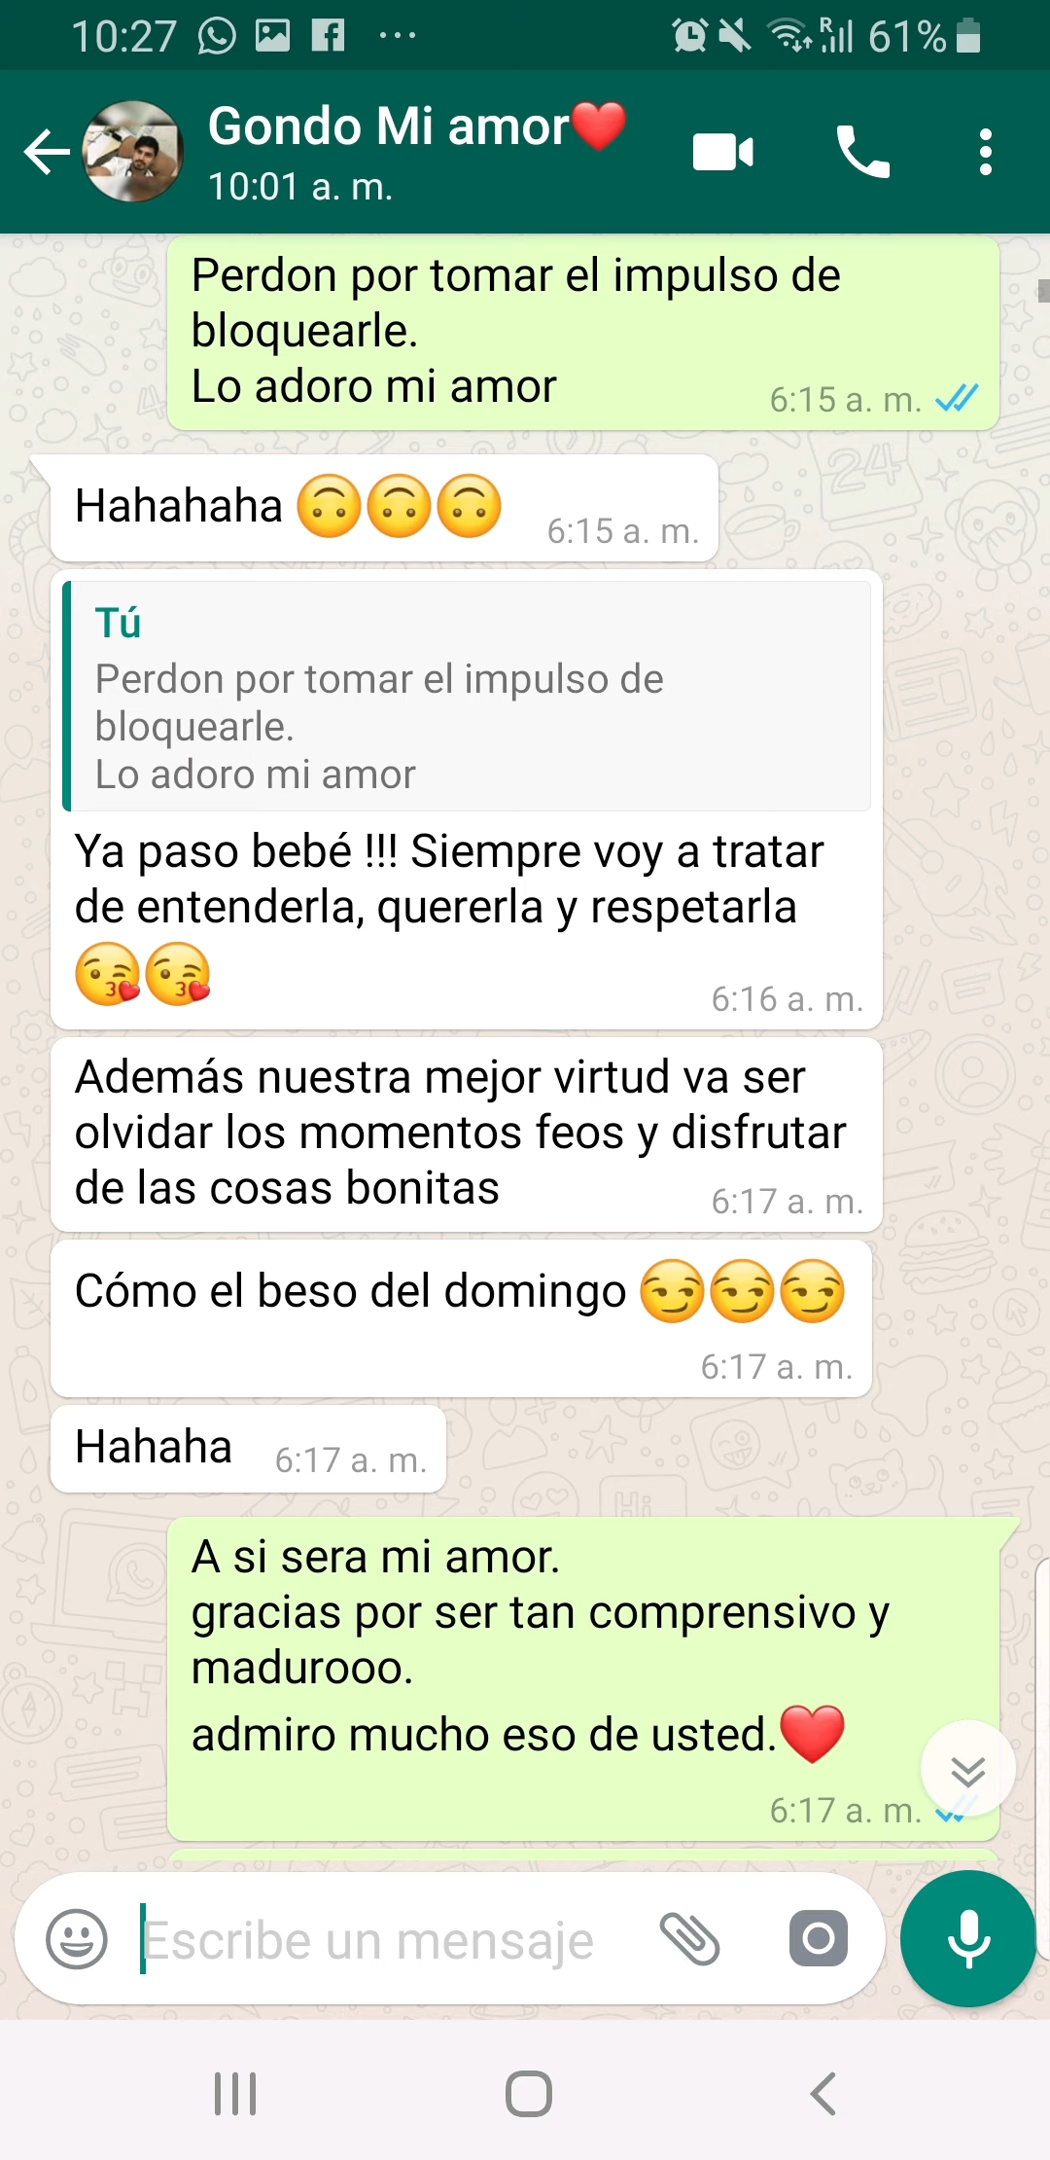 10:27 61%
Gondo Mi amor❤️
10:01 a. m.
Perdon por tomar el impulso de
bloquearle.
Lo adoro mi amor
6:15 a. m.
Hahahaha 🙃🙃🙃
6:15 a. m.
Tú
Perdon por tomar el impulso de
bloquearle.
Lo adoro mi amor
Ya paso bebé !!! Siempre voy a tratar
de entenderla, quererla y respetarla
😘😘
6:16 a. m.
Además nuestra mejor virtud va ser
olvidar los momentos feos y disfrutar
de las cosas bonitas
6:17 a. m.
Cómo el beso del domingo 😏😏😏
6:17 a. m.
Hahaha 6:17 a. m.
A si sera mi amor.
gracias por ser tan comprensivo y
madurooo.
admiro mucho eso de usted.❤️
6:17 a. m.
Escribe un mensaje